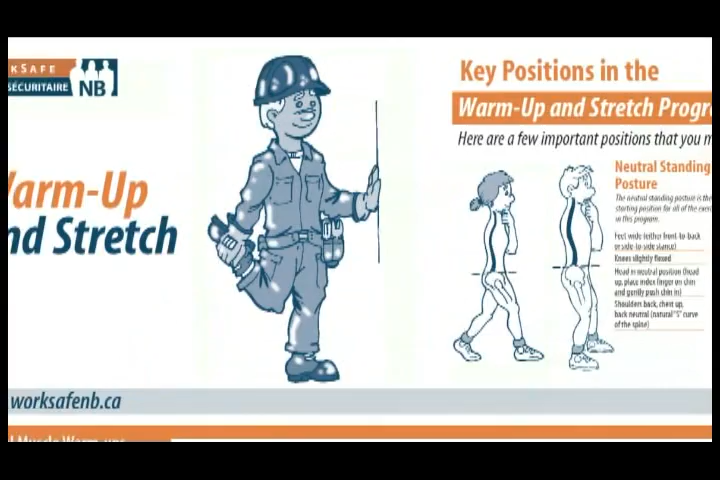 KSAFE
SÉCURITAIRE NB
arm-Up
nd Stretch
worksafenb.ca
Key Positions in the
Warm-Up and Stretch Progr
Here are a few important positions that you m
Neutral Standing
Posture
The neutral standing posture is the
starting position for all of the exerc
in this program.
Feet wide (either front-to-back
or side-to-side stance)
Knees slightly flexed
Head in neutral position (head
up, place index finger on chin
and gently push chin in)
Shoulders back, chest up,
back neutral (natural "S" curve
of the spine)